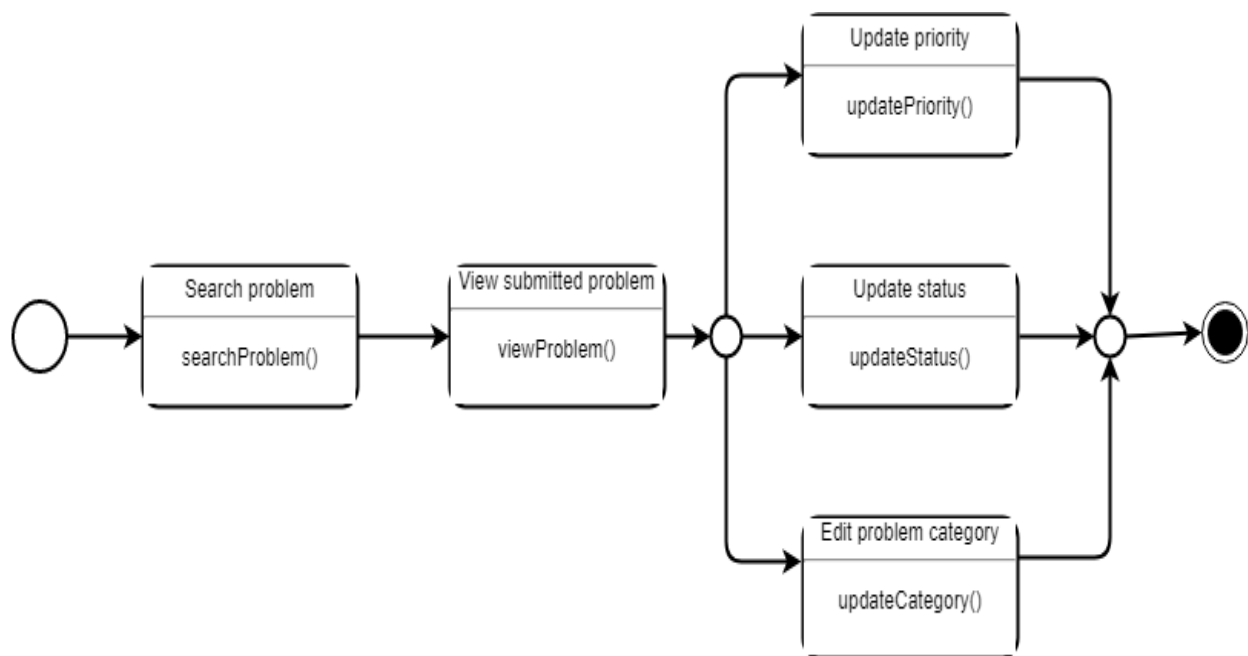 Update priority
updatePriority()
Search problem
searchProblem()
View submitted problem
viewProblem()
Update status
updateStatus()
Edit problem category
updateCategory()